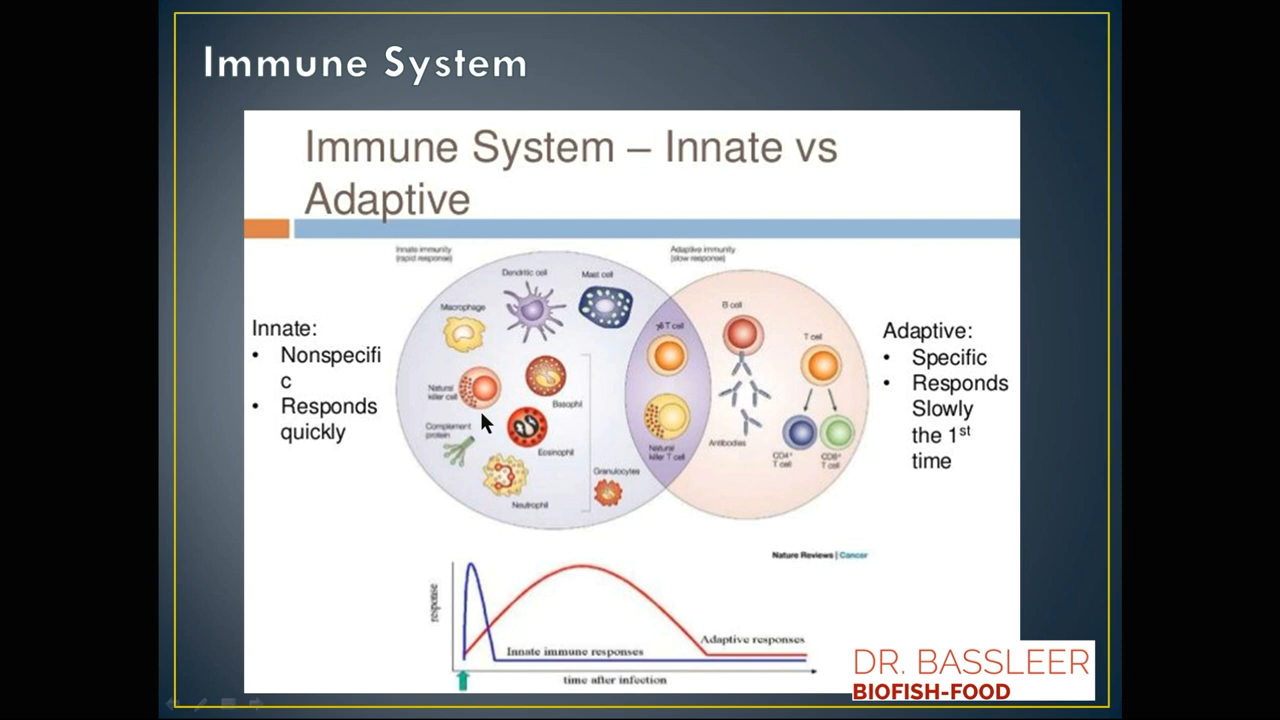 Immune System
Immune System – Innate vs
Adaptive
Innate immunity
(rapid response)
Adaptive immunity
(slow response)
Dendritic cell
Mast cell
Macrophage
B cell
γδ T cell
T cell
Innate:
• Nonspecifi
c
• Responds
quickly
Natural
killer cell
Basophil
Complement
protein
Eosinophil
Neutrophil
Granulocytes
Natural
killer T cell
Antibodies
CD4+
T cell
CD8+
T cell
Adaptive:
• Specific
• Responds
Slowly
the 1st
time
Nature Reviews | Cancer
response
Innate immune responses
Adaptive responses
time after infection
DR. BASSLEER
BIOFISH-FOOD